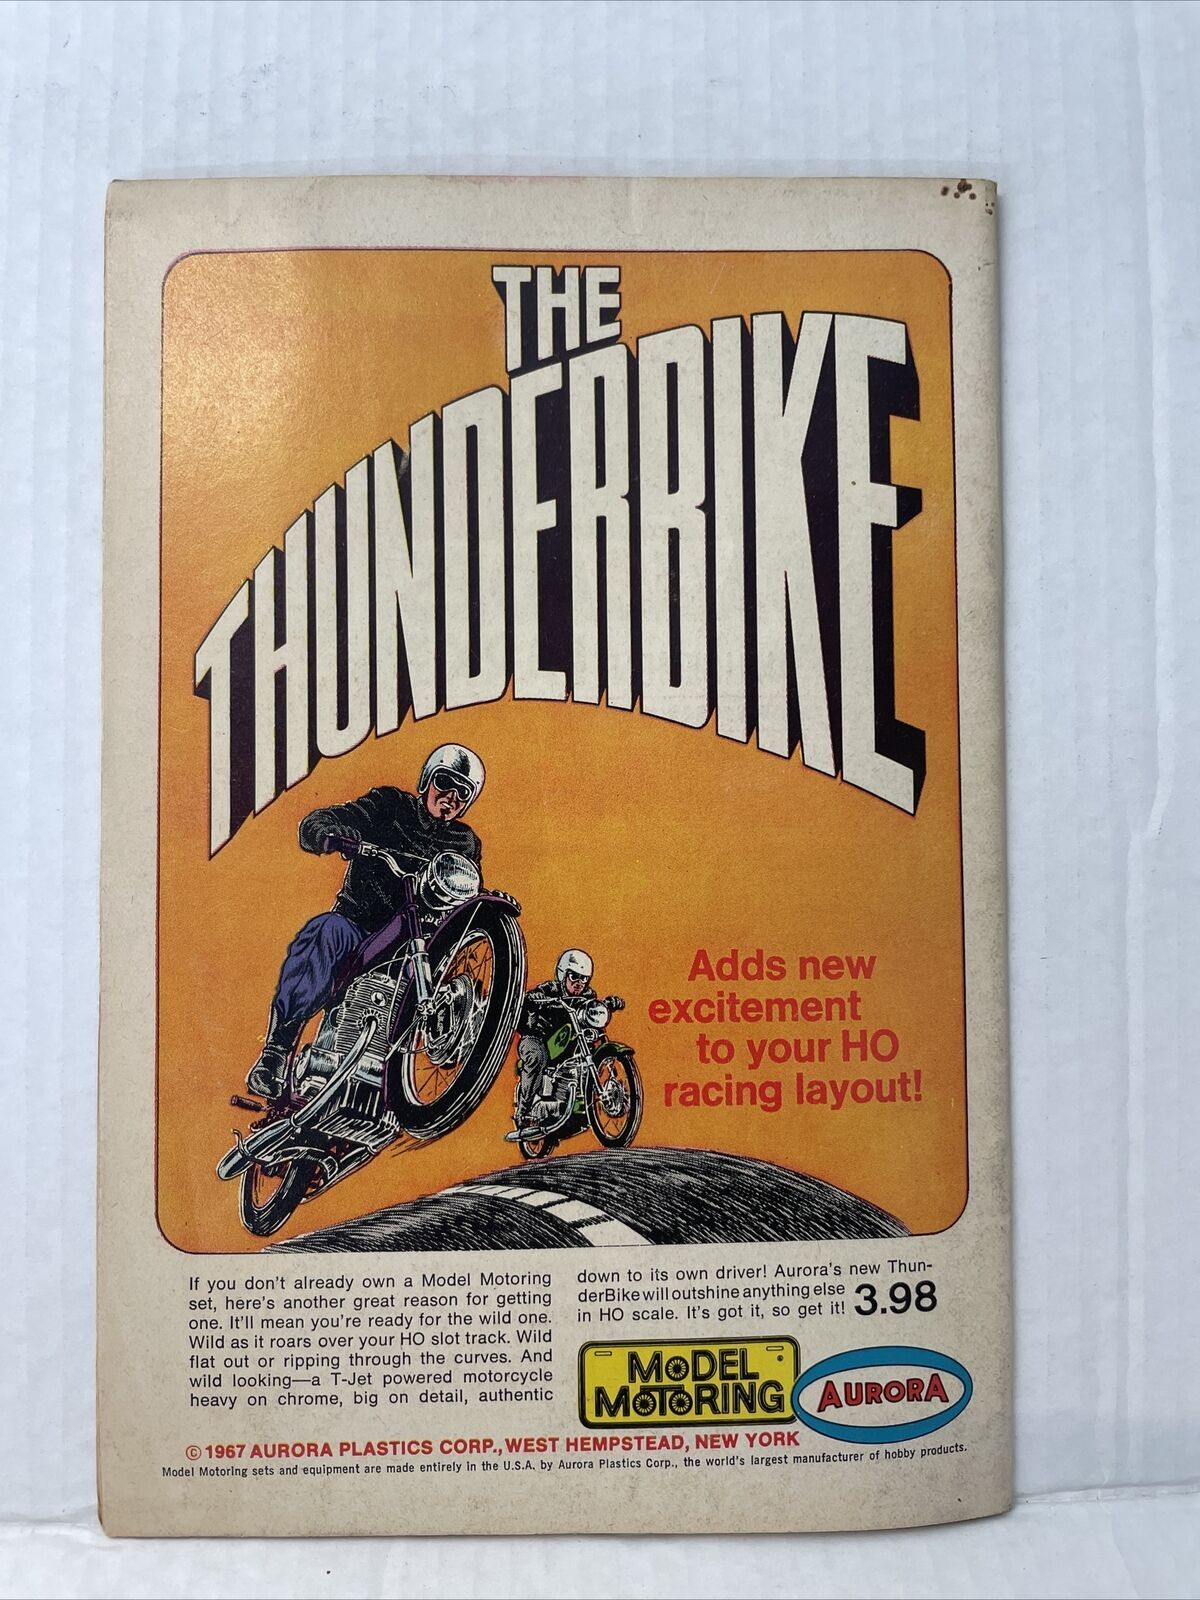 THE
THUNDERBIKE
Adds new
excitement
to your HO
racing layout!
If you don't already own a Model Motoring
set, here's another great reason for getting
one. It'll mean you're ready for the wild one.
Wild as it roars over your HO slot track. Wild
flat out or ripping through the curves. And
wild looking—a T-Jet powered motorcycle
heavy on chrome, big on detail, authentic
down to its own driver! Aurora's new Thun-
derBike will outshine anything else
in HO scale. It's got it, so get it!
3.98
MODEL
MOTORING
AURORA
© 1967 AURORA PLASTICS CORP., WEST HEMPSTEAD, NEW YORK
Model Motoring sets and equipment are made entirely in the U.S.A. by Aurora Plastics Corp., the world's largest manufacturer of hobby products.